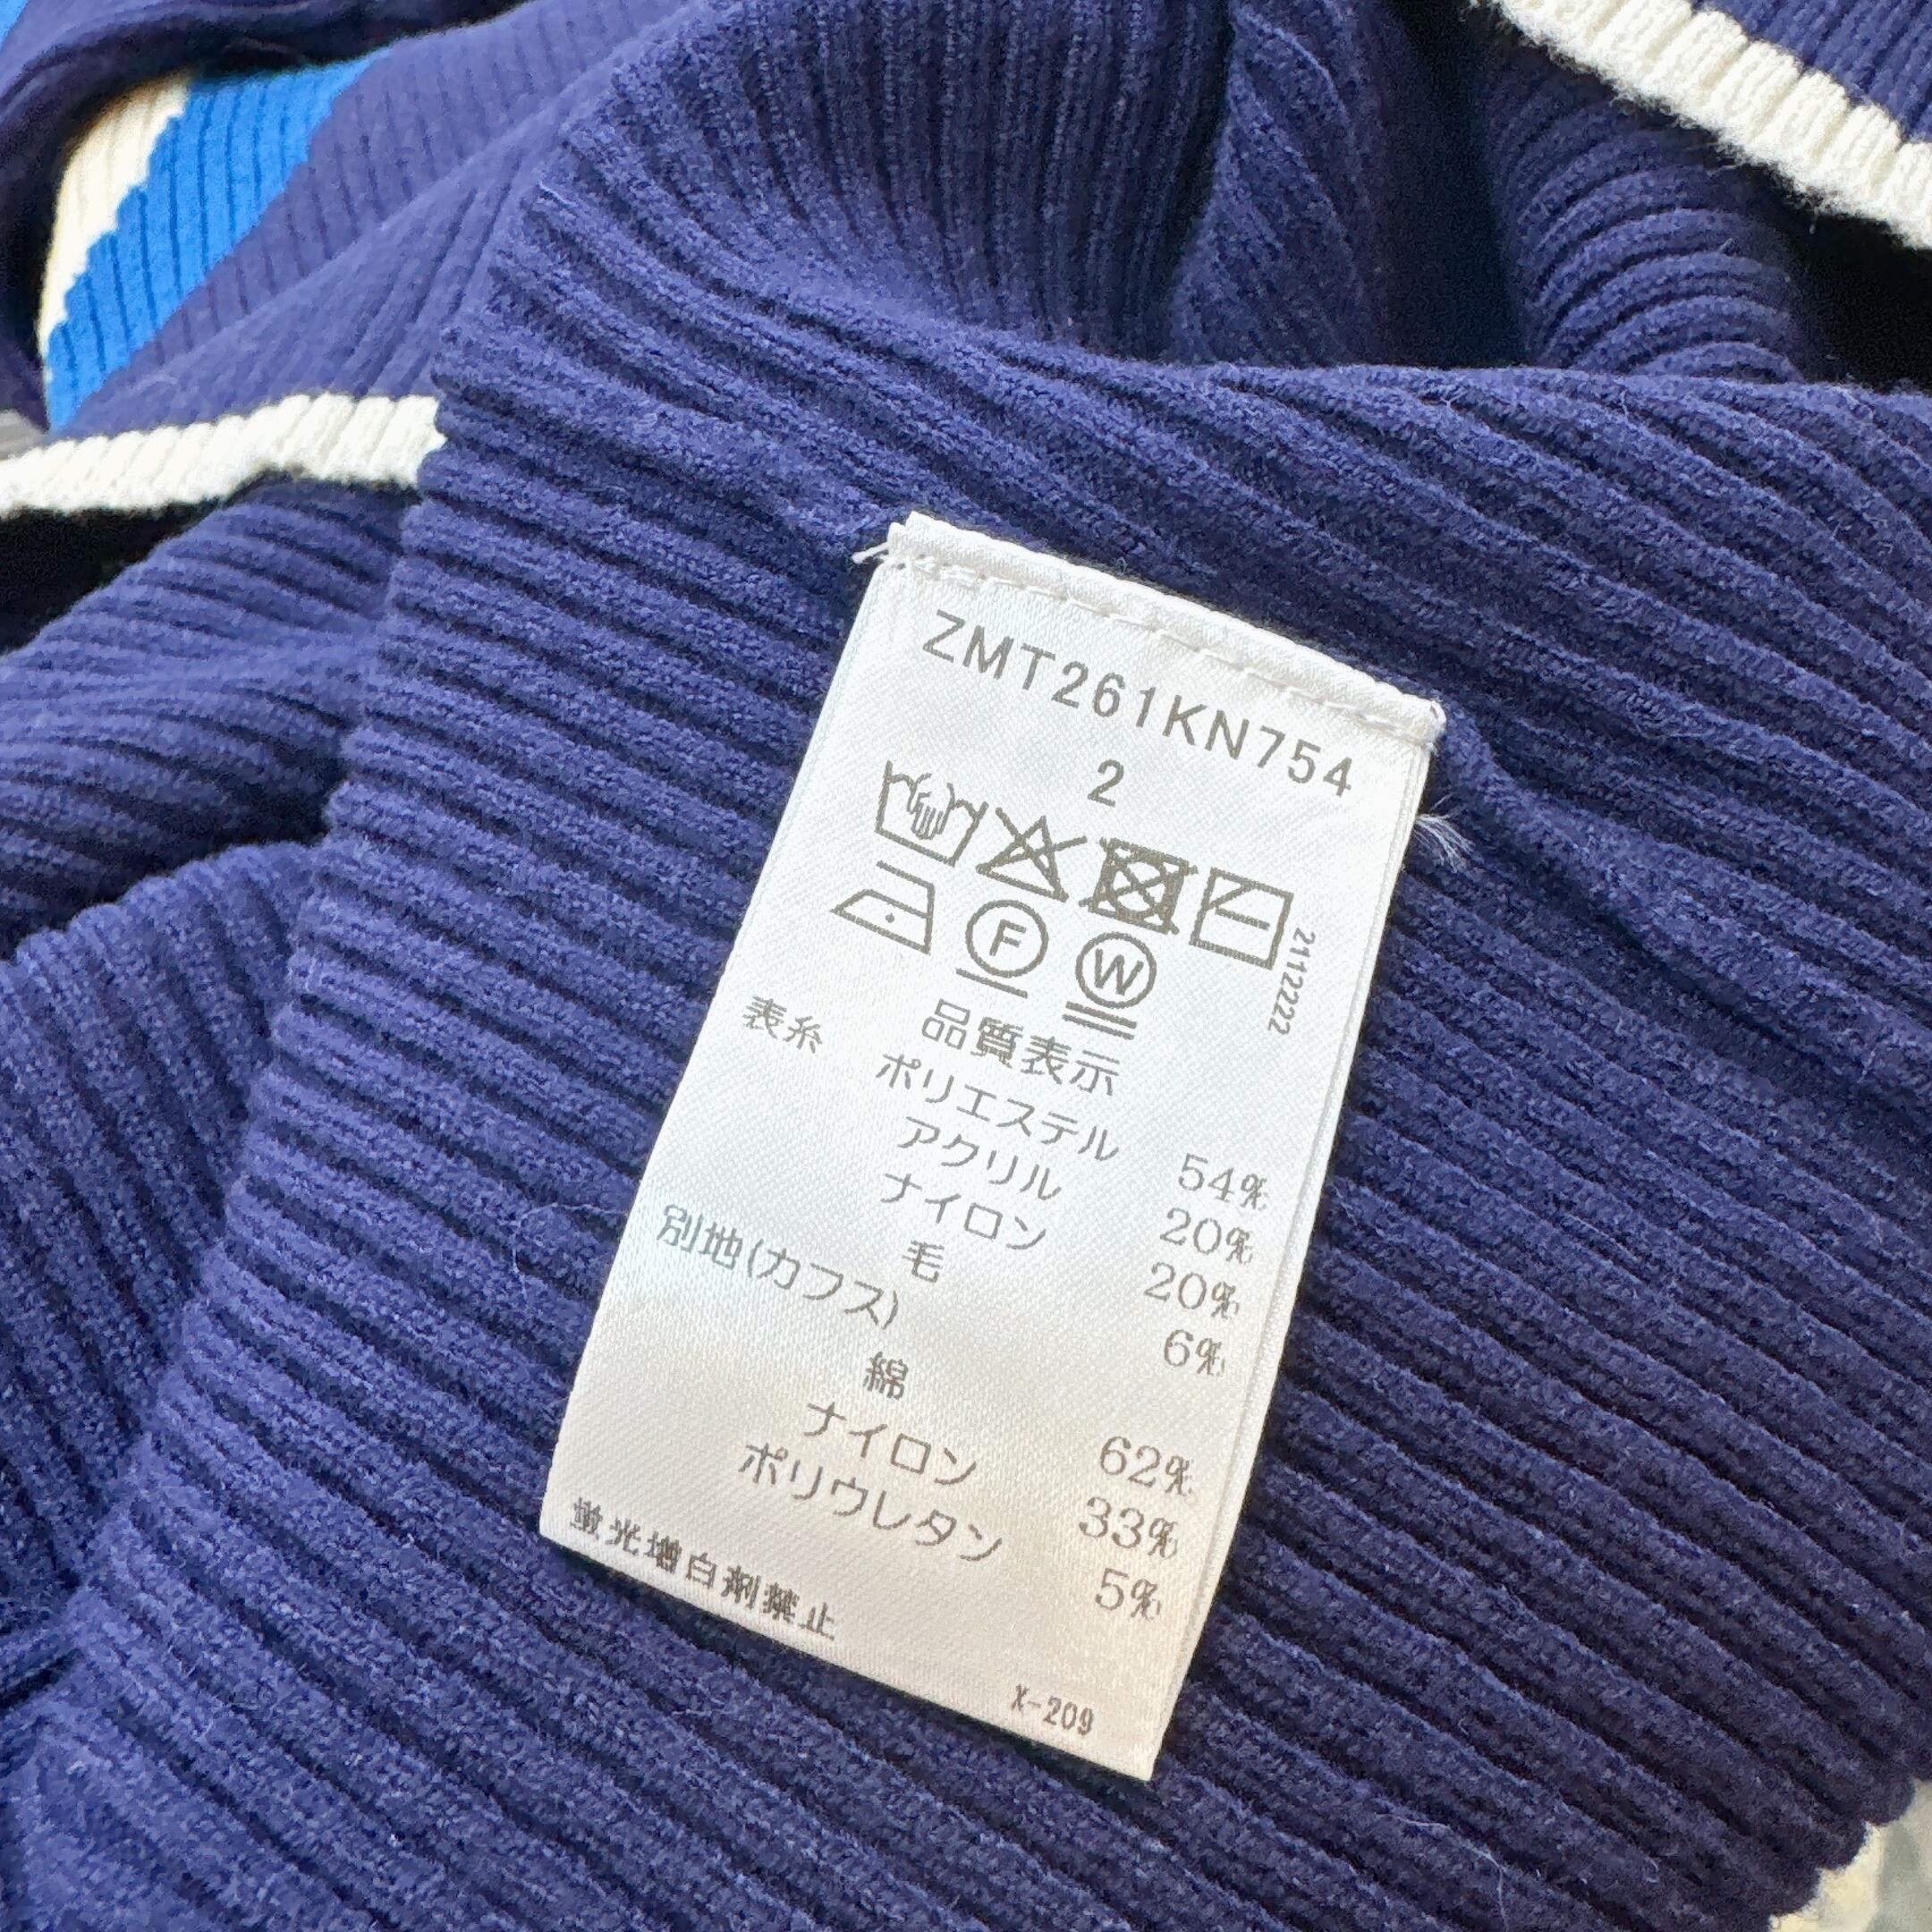 ZMT261KN754
2
F
W
2112222
品質表示
表糸
ポリエステル 54%
アクリル 20%
ナイロン 20%
毛 6%
別地(カフス)
綿 62%
ナイロン 33%
ポリウレタン 5%
蛍光増白剤禁止
X-209